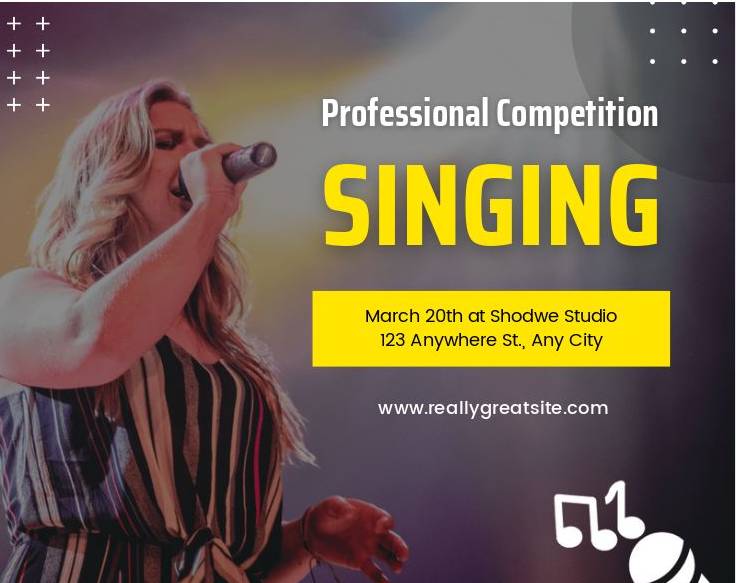 Professional Competition
SINGING
March 20th at Shodwe Studio
123 Anywhere St., Any City
www.reallygreatsite.com